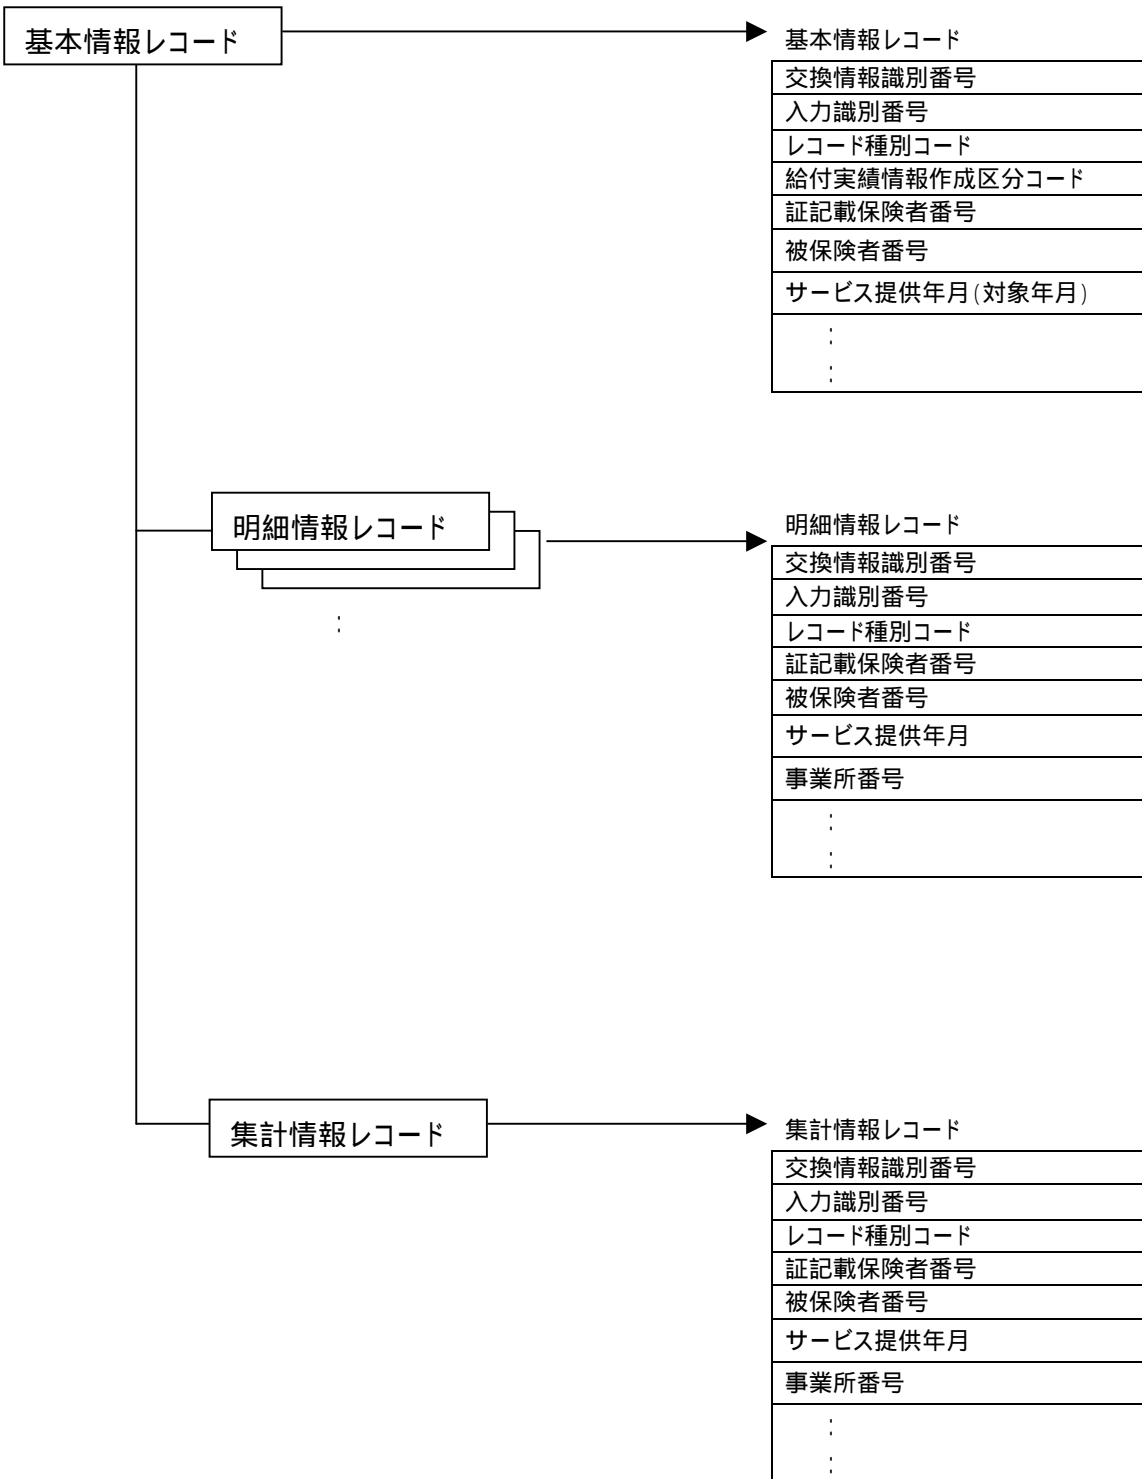 基本情報レコード
基本情報レコード
交換情報識別番号
入力識別番号
レコード種別コード
給付実績情報作成区分コード
証記載保険者番号
被保険者番号
サービス提供年月(対象年月)
:
:
明細情報レコード
:
明細情報レコード
交換情報識別番号
入力識別番号
レコード種別コード
証記載保険者番号
被保険者番号
サービス提供年月
事業所番号
:
:
集計情報レコード
集計情報レコード
交換情報識別番号
入力識別番号
レコード種別コード
証記載保険者番号
被保険者番号
サービス提供年月
事業所番号
:
: